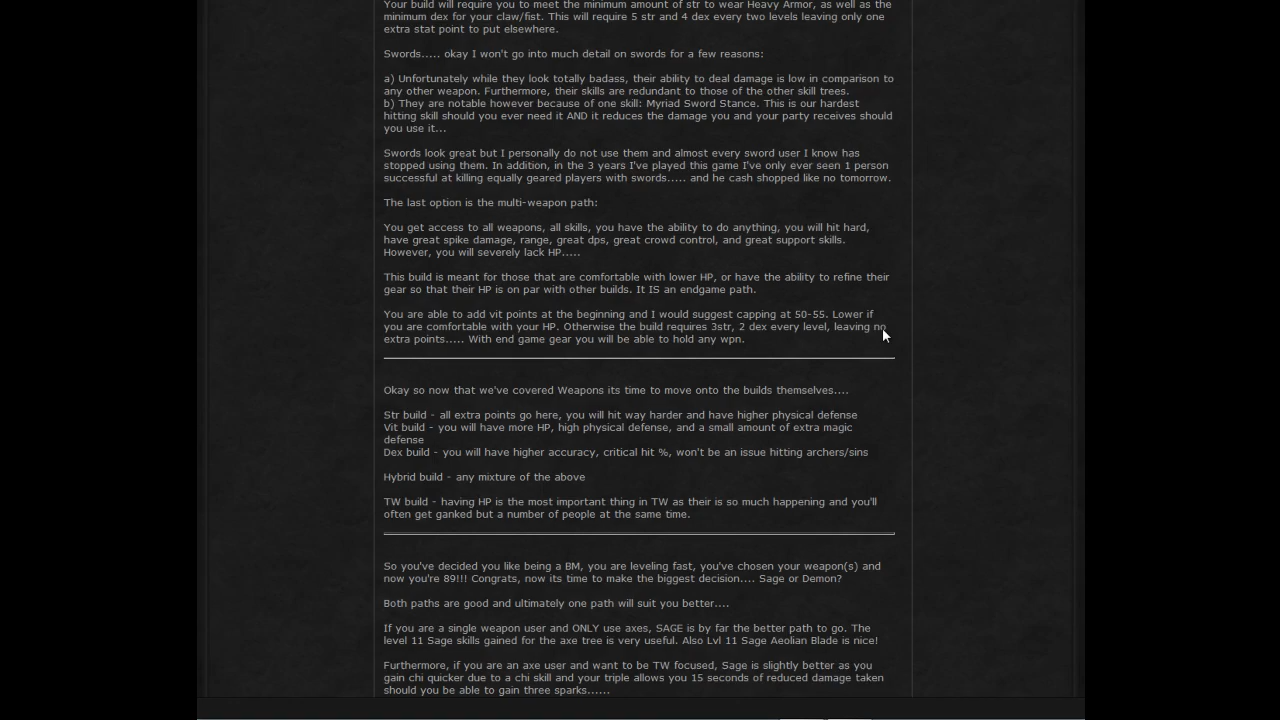 Your build will require you to meet the minimum amount of str to wear Heavy Armor, as well as the
minimum dex for your claw/fist. This will require 5 str and 4 dex every two levels leaving only one
extra stat point to put elsewhere.
Swords..... okay I won't go into much detail on swords for a few reasons:
a) Unfortunately while they look totally badass, their ability to deal damage is low in comparison to
any other weapon. Furthermore, their skills are redundant to those of the other skill trees.
b) They are notable however because of one skill: Myriad Sword Stance. This is our hardest
hitting skill should you ever need it AND it reduces the damage you and your party receives should
you use it...
Swords look great but I personally do not use them and almost every sword user I know has
stopped using them. In addition, in the 3 years I've played this game I've only ever seen 1 person
successful at killing equally geared players with swords..... and he cash shopped like no tomorrow.
The last option is the multi-weapon path:
You get access to all weapons, all skills, you have the ability to do anything, you will hit hard,
have great spike damage, range, great dps, great crowd control, and great support skills.
However, you will severely lack HP.....
This build is meant for those that are comfortable with lower HP, or have the ability to refine their
gear so that their HP is on par with other builds. It IS an endgame path.
You are able to add vit points at the beginning and I would suggest capping at 50-55. Lower if
you are comfortable with your HP. Otherwise the build requires 3str, 2 dex every level, leaving no
extra points..... With end game gear you will be able to hold any wpn.
Okay so now that we've covered Weapons its time to move onto the builds themselves....
Str build - all extra points go here, you will hit way harder and have higher physical defense
Vit build - you will have more HP, high physical defense, and a small amount of extra magic
defense
Dex build - you will have higher accuracy, critical hit %, won't be an issue hitting archers/sins
Hybrid build - any mixture of the above
TW build - having HP is the most important thing in TW as their is so much happening and you'll
often get ganked but a number of people at the same time.
So you've decided you like being a BM, you are leveling fast, you've chosen your weapon(s) and
now you're 89!!! Congrats, now its time to make the biggest decision.... Sage or Demon?
Both paths are good and ultimately one path will suit you better....
If you are a single weapon user and ONLY use axes, SAGE is by far the better path to go. The
level 11 Sage skills gained for the axe tree is very useful. Also Lvl 11 Sage Aeolian Blade is nice!
Furthermore, if you are an axe user and want to be TW focused, Sage is slightly better as you
gain chi quicker due to a chi skill and your triple allows you 15 seconds of reduced damage taken
should you be able to gain three sparks......